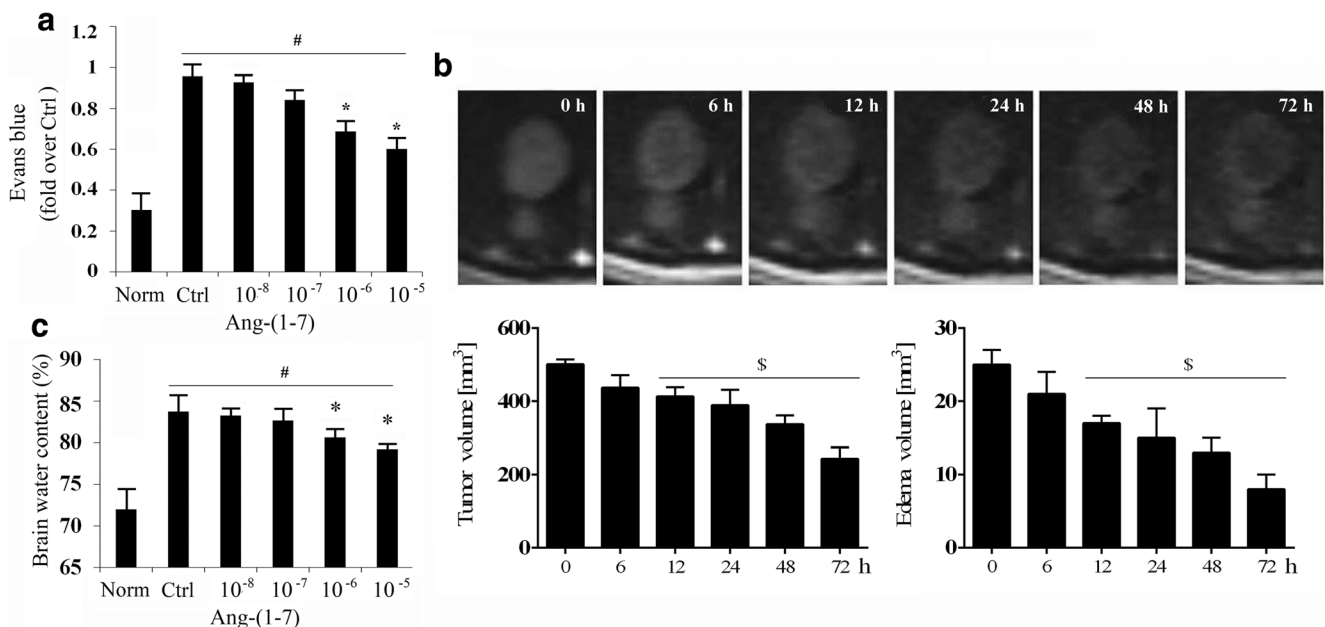 a
Evans blue
(fold over Ctrl)
1.2
1
0.8
0.6
0.4
0.2
0
#
*
*
Norm Ctrl 10-8 10-7 10-6 10-5
Ang-(1-7)
b
0 h 6 h 12 h 24 h 48 h 72 h
Tumor volume [mm3]
600
400
200
0
$
0 6 12 24 48 72 h
Edema volume [mm3]
30
20
10
0
$
0 6 12 24 48 72 h
c
Brain water content (%)
90
85
80
75
70
65
#
*
*
Norm Ctrl 10-8 10-7 10-6 10-5
Ang-(1-7)